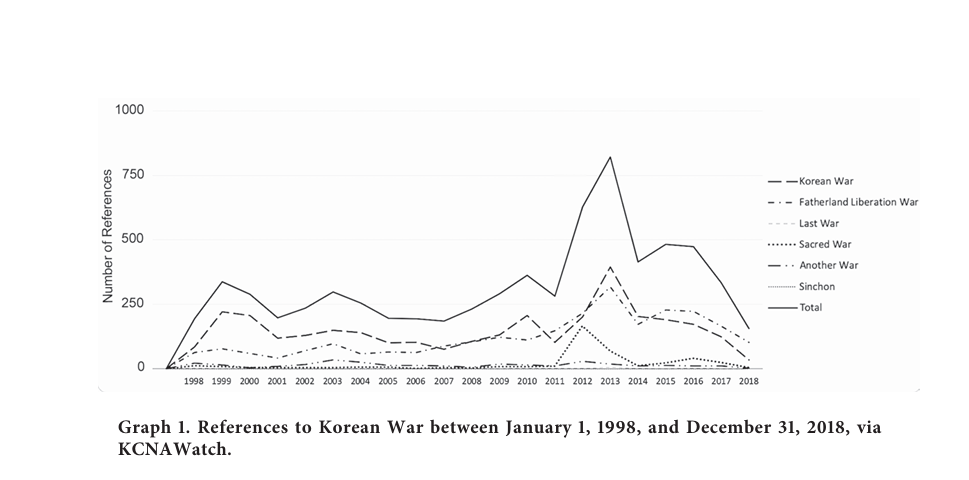 1000
750
500
250
0
Number of References
1998 1999 2000 2001 2002 2003 2004 2005 2006 2007 2008 2009 2010 2011 2012 2013 2014 2015 2016 2017 2018
Korean War
Fatherland Liberation War
Last War
Sacred War
Another War
Sinchon
Total
Graph 1. References to Korean War between January 1, 1998, and December 31, 2018, via
KCNAWatch.